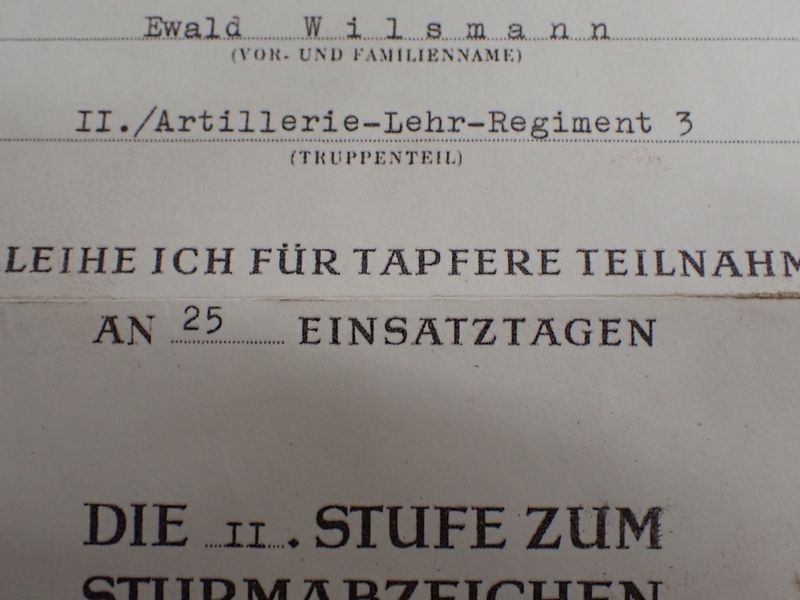 Ewald Wilsmann
(VOR- UND FAMILIENNAME)
II./Artillerie-Lehr-Regiment 3
(TRUPPENTEIL)
LEIHE ICH FÜR TAPFERE TEILNAHM
AN 25 EINSATZTAGEN
DIE II. STUFE ZUM
STURMABZEICHEN